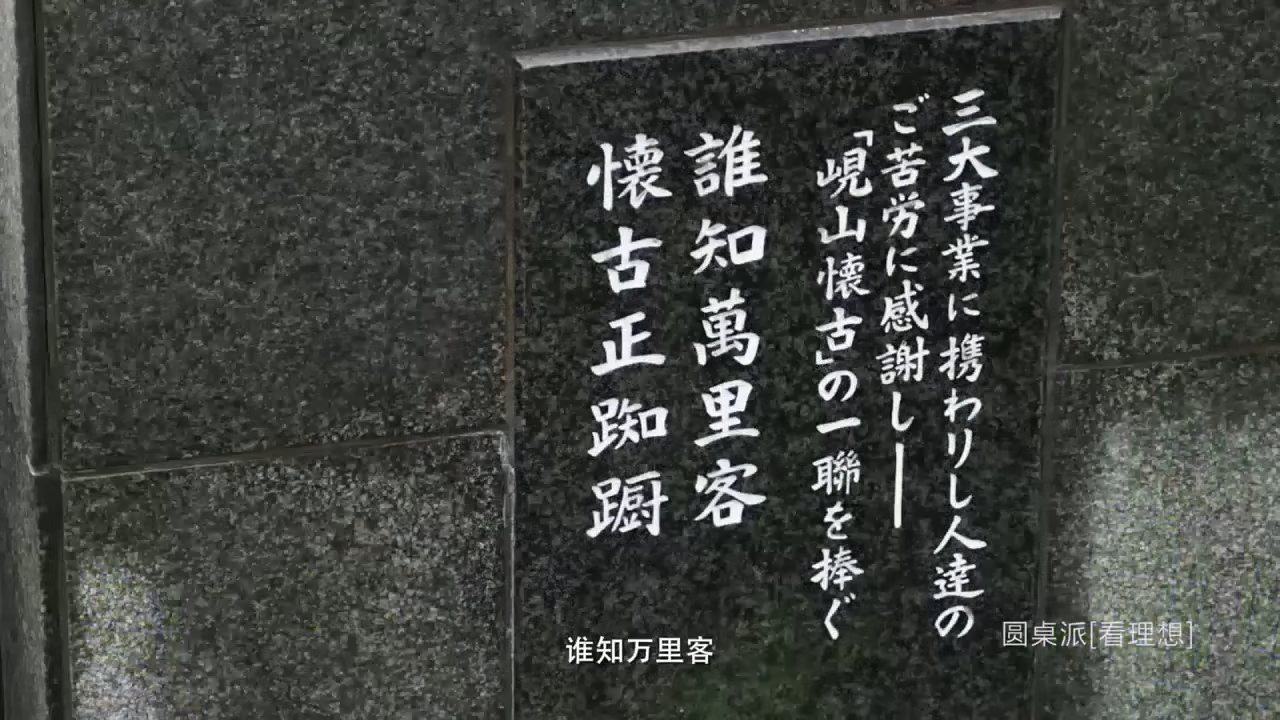 三大事業に携わりし人達の
ご苦労に感謝し——
「峴山懐古」の一聯を捧ぐ
誰知萬里客
懐古正踟蹰
谁知万里客
圆桌派[看理想]